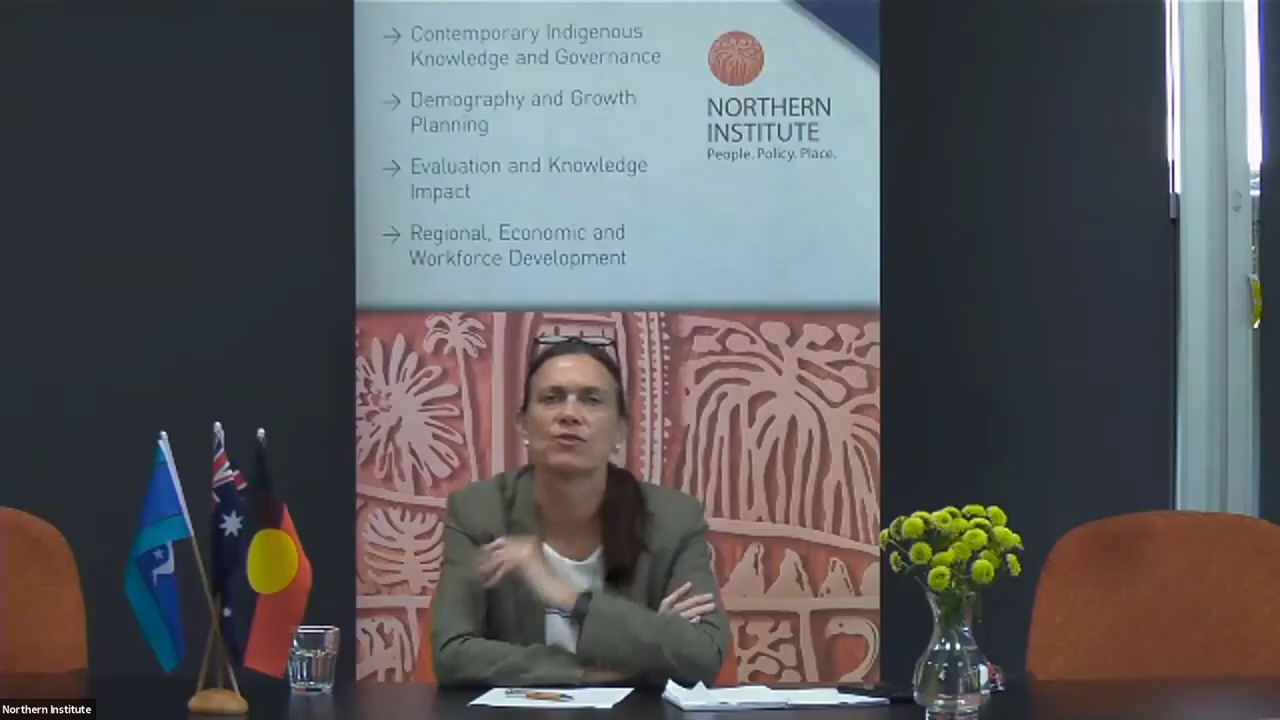 → Contemporary Indigenous
Knowledge and Governance
→ Demography and Growth
Planning
→ Evaluation and Knowledge
Impact
→ Regional, Economic and
Workforce Development
NORTHERN
INSTITUTE
People. Policy. Place.
Northern Institute